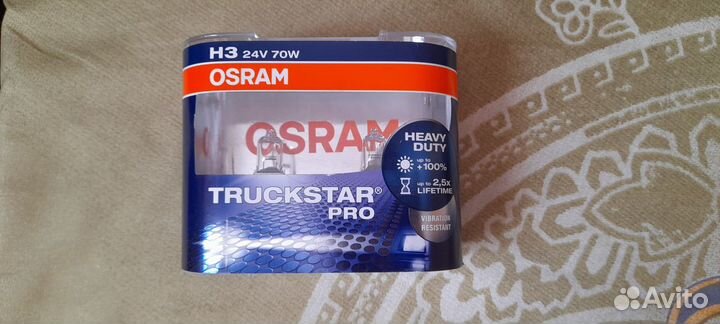 H3 24V 70W
OSRAM
OSRAM
HEAVY
DUTY
up to
+100%
up to 2,5x
LIFETIME
TRUCKSTAR®
PRO
VIBRATION
RESISTANT
Avito